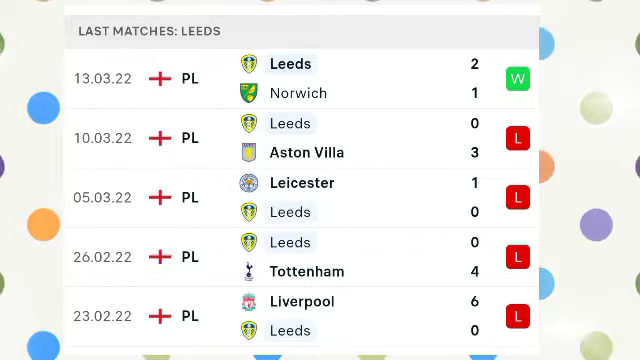 LAST MATCHES: LEEDS
13.03.22 PL Leeds 2 W
Norwich 1
10.03.22 PL Leeds 0 L
Aston Villa 3
05.03.22 PL Leicester 1 L
Leeds 0
26.02.22 PL Leeds 0 L
Tottenham 4
23.02.22 PL Liverpool 6 L
Leeds 0